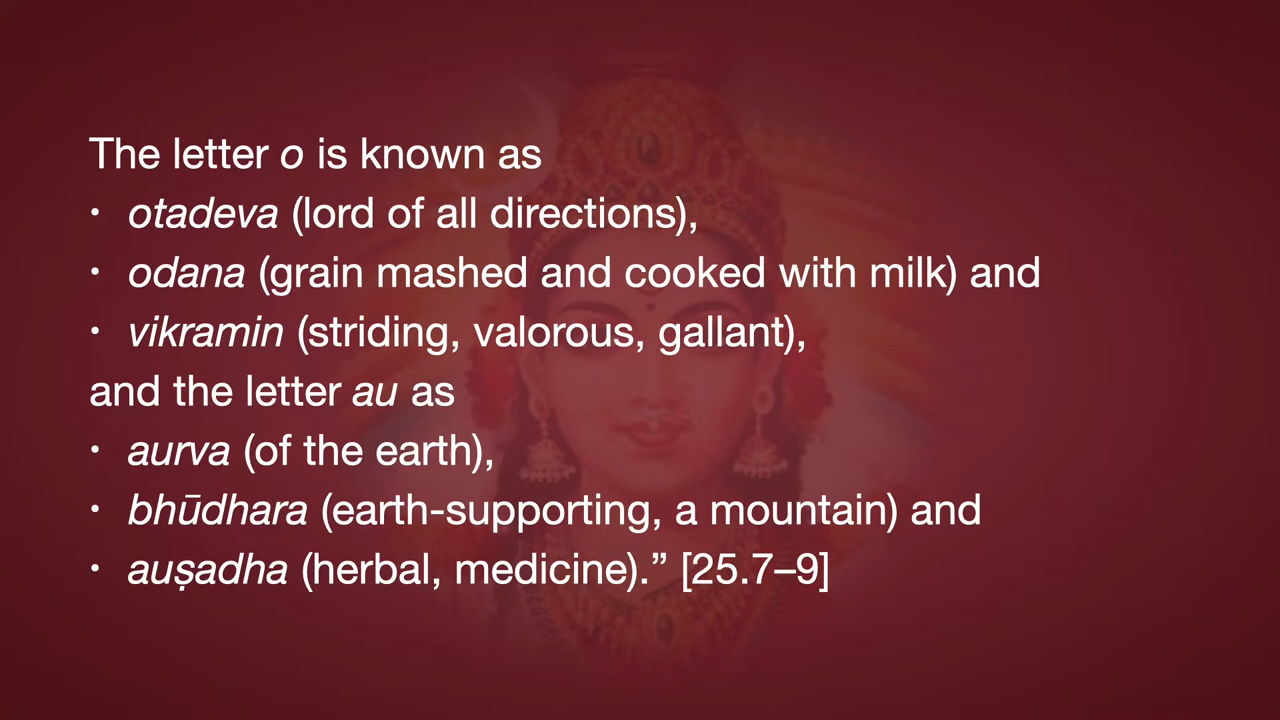 The letter o is known as
• otadeva (lord of all directions),
• odana (grain mashed and cooked with milk) and
• vikramin (striding, valorous, gallant),
and the letter au as
• aurva (of the earth),
• bhūdhara (earth-supporting, a mountain) and
• auṣadha (herbal, medicine).” [25.7–9]